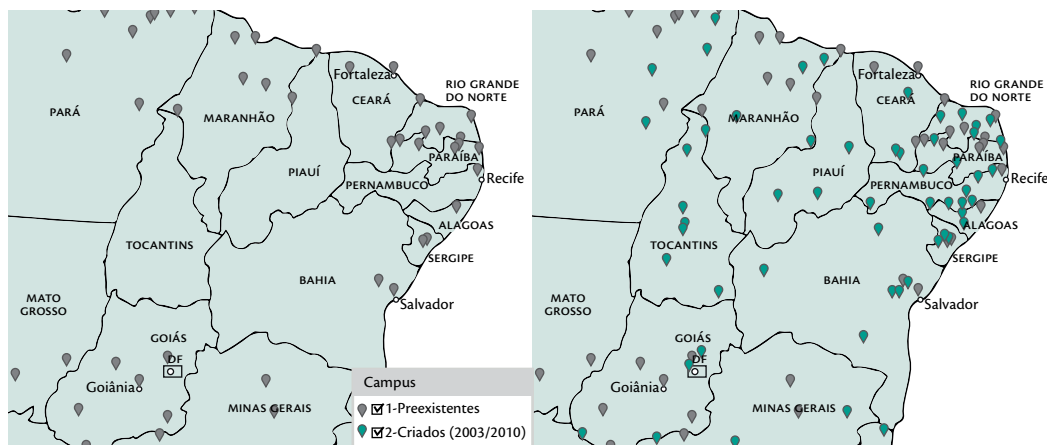 Fortaleza
RIO GRANDE
DO NORTE
CEARÁ
PARÁ
MARANHÃO
PARAÍBA
PIAUÍ
PERNAMBUCO
Recife
ALAGOAS
TOCANTINS
SERGIPE
BAHIA
MATO
GROSSO
Salvador
GOIÁS
DF
Goiânia
MINAS GERAIS
Campus
1-Preexistentes
2-Criados (2003/2010)
Fortaleza
RIO GRANDE
DO NORTE
CEARÁ
PARÁ
MARANHÃO
PARAÍBA
PIAUÍ
PERNAMBUCO
Recife
ALAGOAS
TOCANTINS
SERGIPE
BAHIA
MATO
GROSSO
Salvador
GOIÁS
DF
Goiânia
MINAS GERAIS